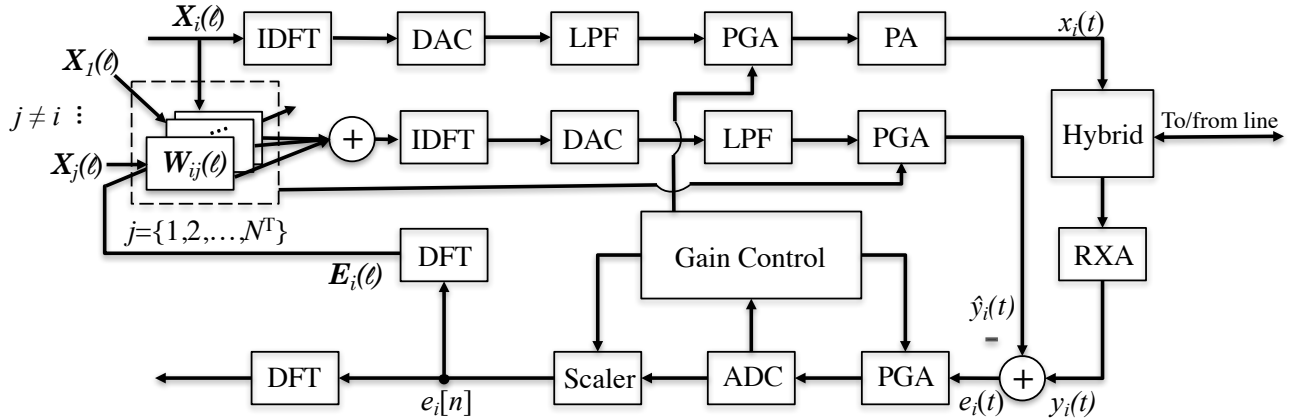 X_i(ℓ)
IDFT
DAC
LPF
PGA
PA
x_i(t)
X_1(ℓ)
j ≠ i ⋮
...
W_ij(ℓ)
X_j(ℓ)
+
IDFT
DAC
LPF
PGA
Hybrid
To/from line
j={1,2,…,N^T}
E_i(ℓ)
DFT
Gain Control
RXA
ŷ_i(t)
-
DFT
e_i[n]
Scaler
ADC
PGA
e_i(t)
+
y_i(t)